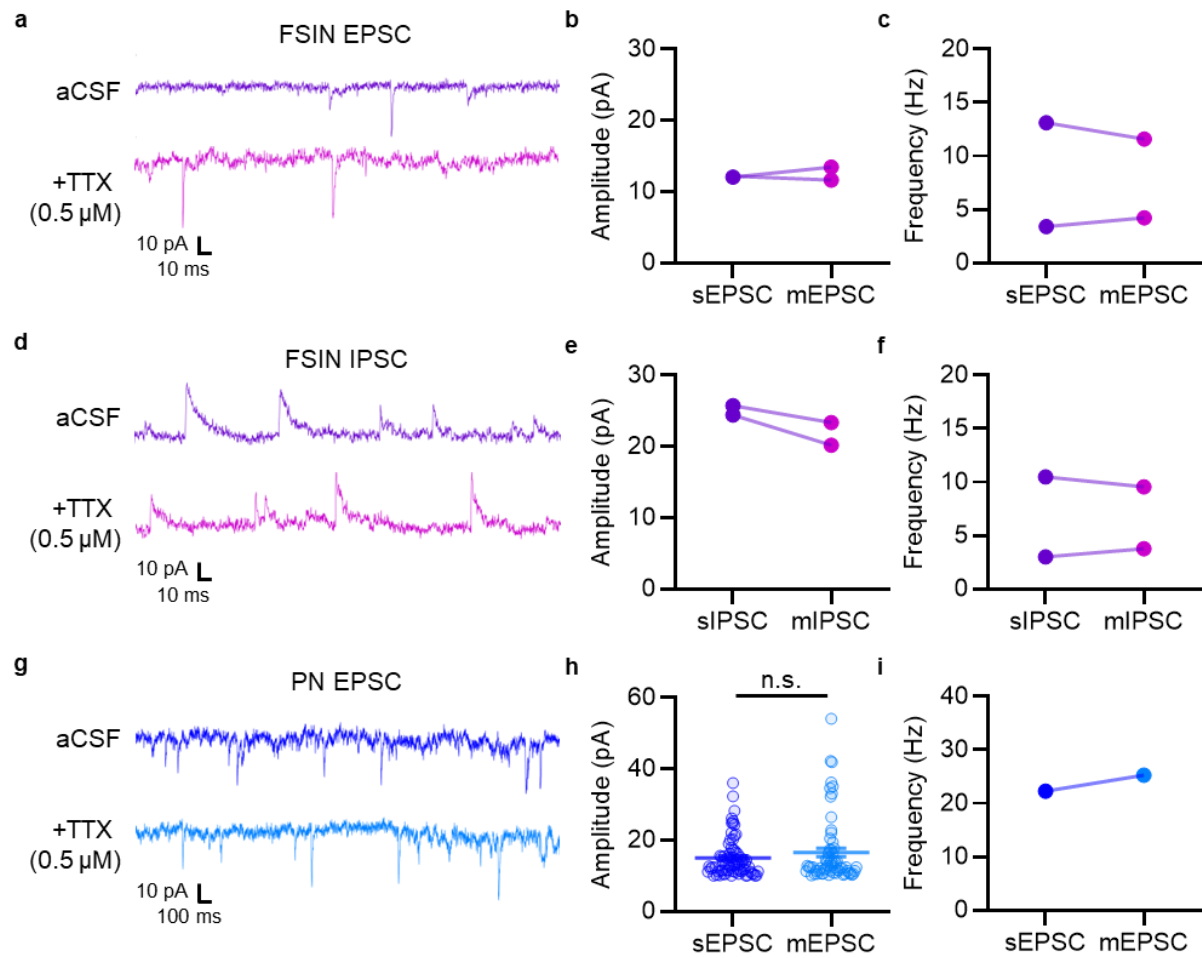 a
FSIN EPSC
aCSF
+TTX
(0.5 µM)
10 pA
10 ms
b
30
20
10
0
Amplitude (pA)
sEPSC mEPSC
c
20
15
10
5
0
Frequency (Hz)
sEPSC mEPSC
d
FSIN IPSC
aCSF
+TTX
(0.5 µM)
10 pA
10 ms
e
30
20
10
0
Amplitude (pA)
sIPSC mIPSC
f
20
15
10
5
0
Frequency (Hz)
sIPSC mIPSC
g
PN EPSC
aCSF
+TTX
(0.5 µM)
10 pA
100 ms
h
n.s.
60
40
20
0
Amplitude (pA)
sEPSC mEPSC
i
40
30
20
10
0
Frequency (Hz)
sEPSC mEPSC